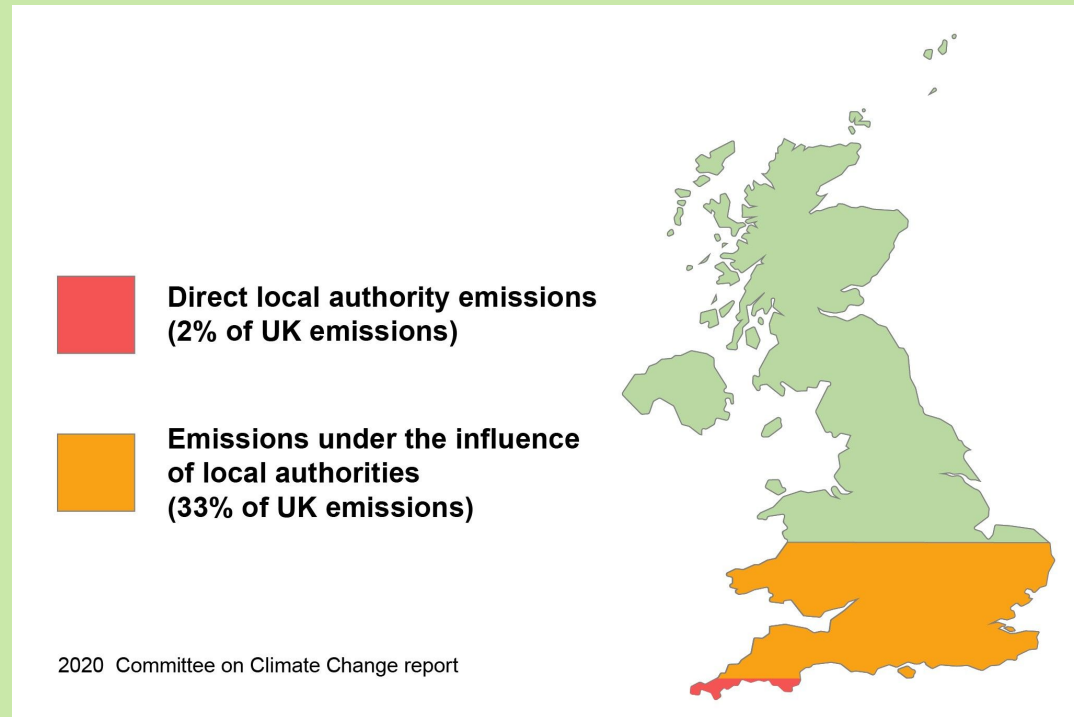 Direct local authority emissions
(2% of UK emissions)
Emissions under the influence
of local authorities
(33% of UK emissions)
2020 Committee on Climate Change report